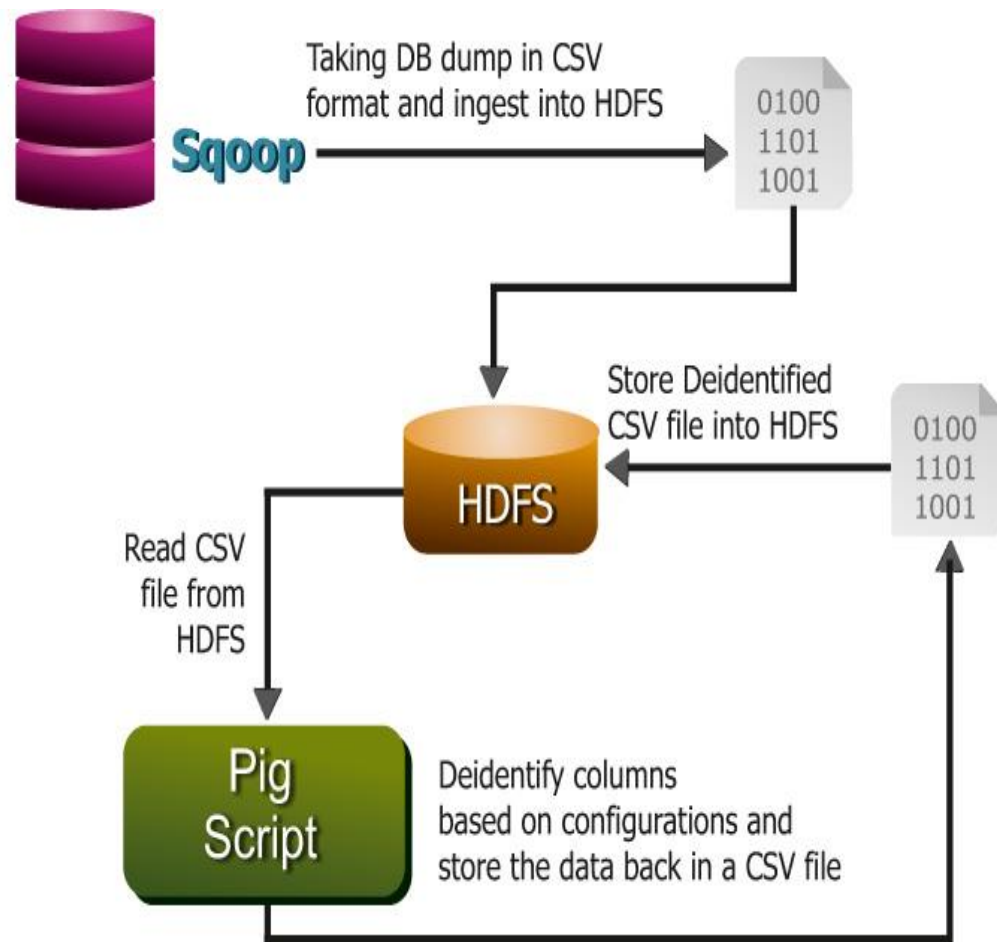 Taking DB dump in CSV
format and ingest into HDFS
Sqoop
0100
1101
1001
Store Deidentified
CSV file into HDFS
0100
1101
1001
HDFS
Read CSV
file from
HDFS
Pig
Script
Deidentify columns
based on configurations and
store the data back in a CSV file